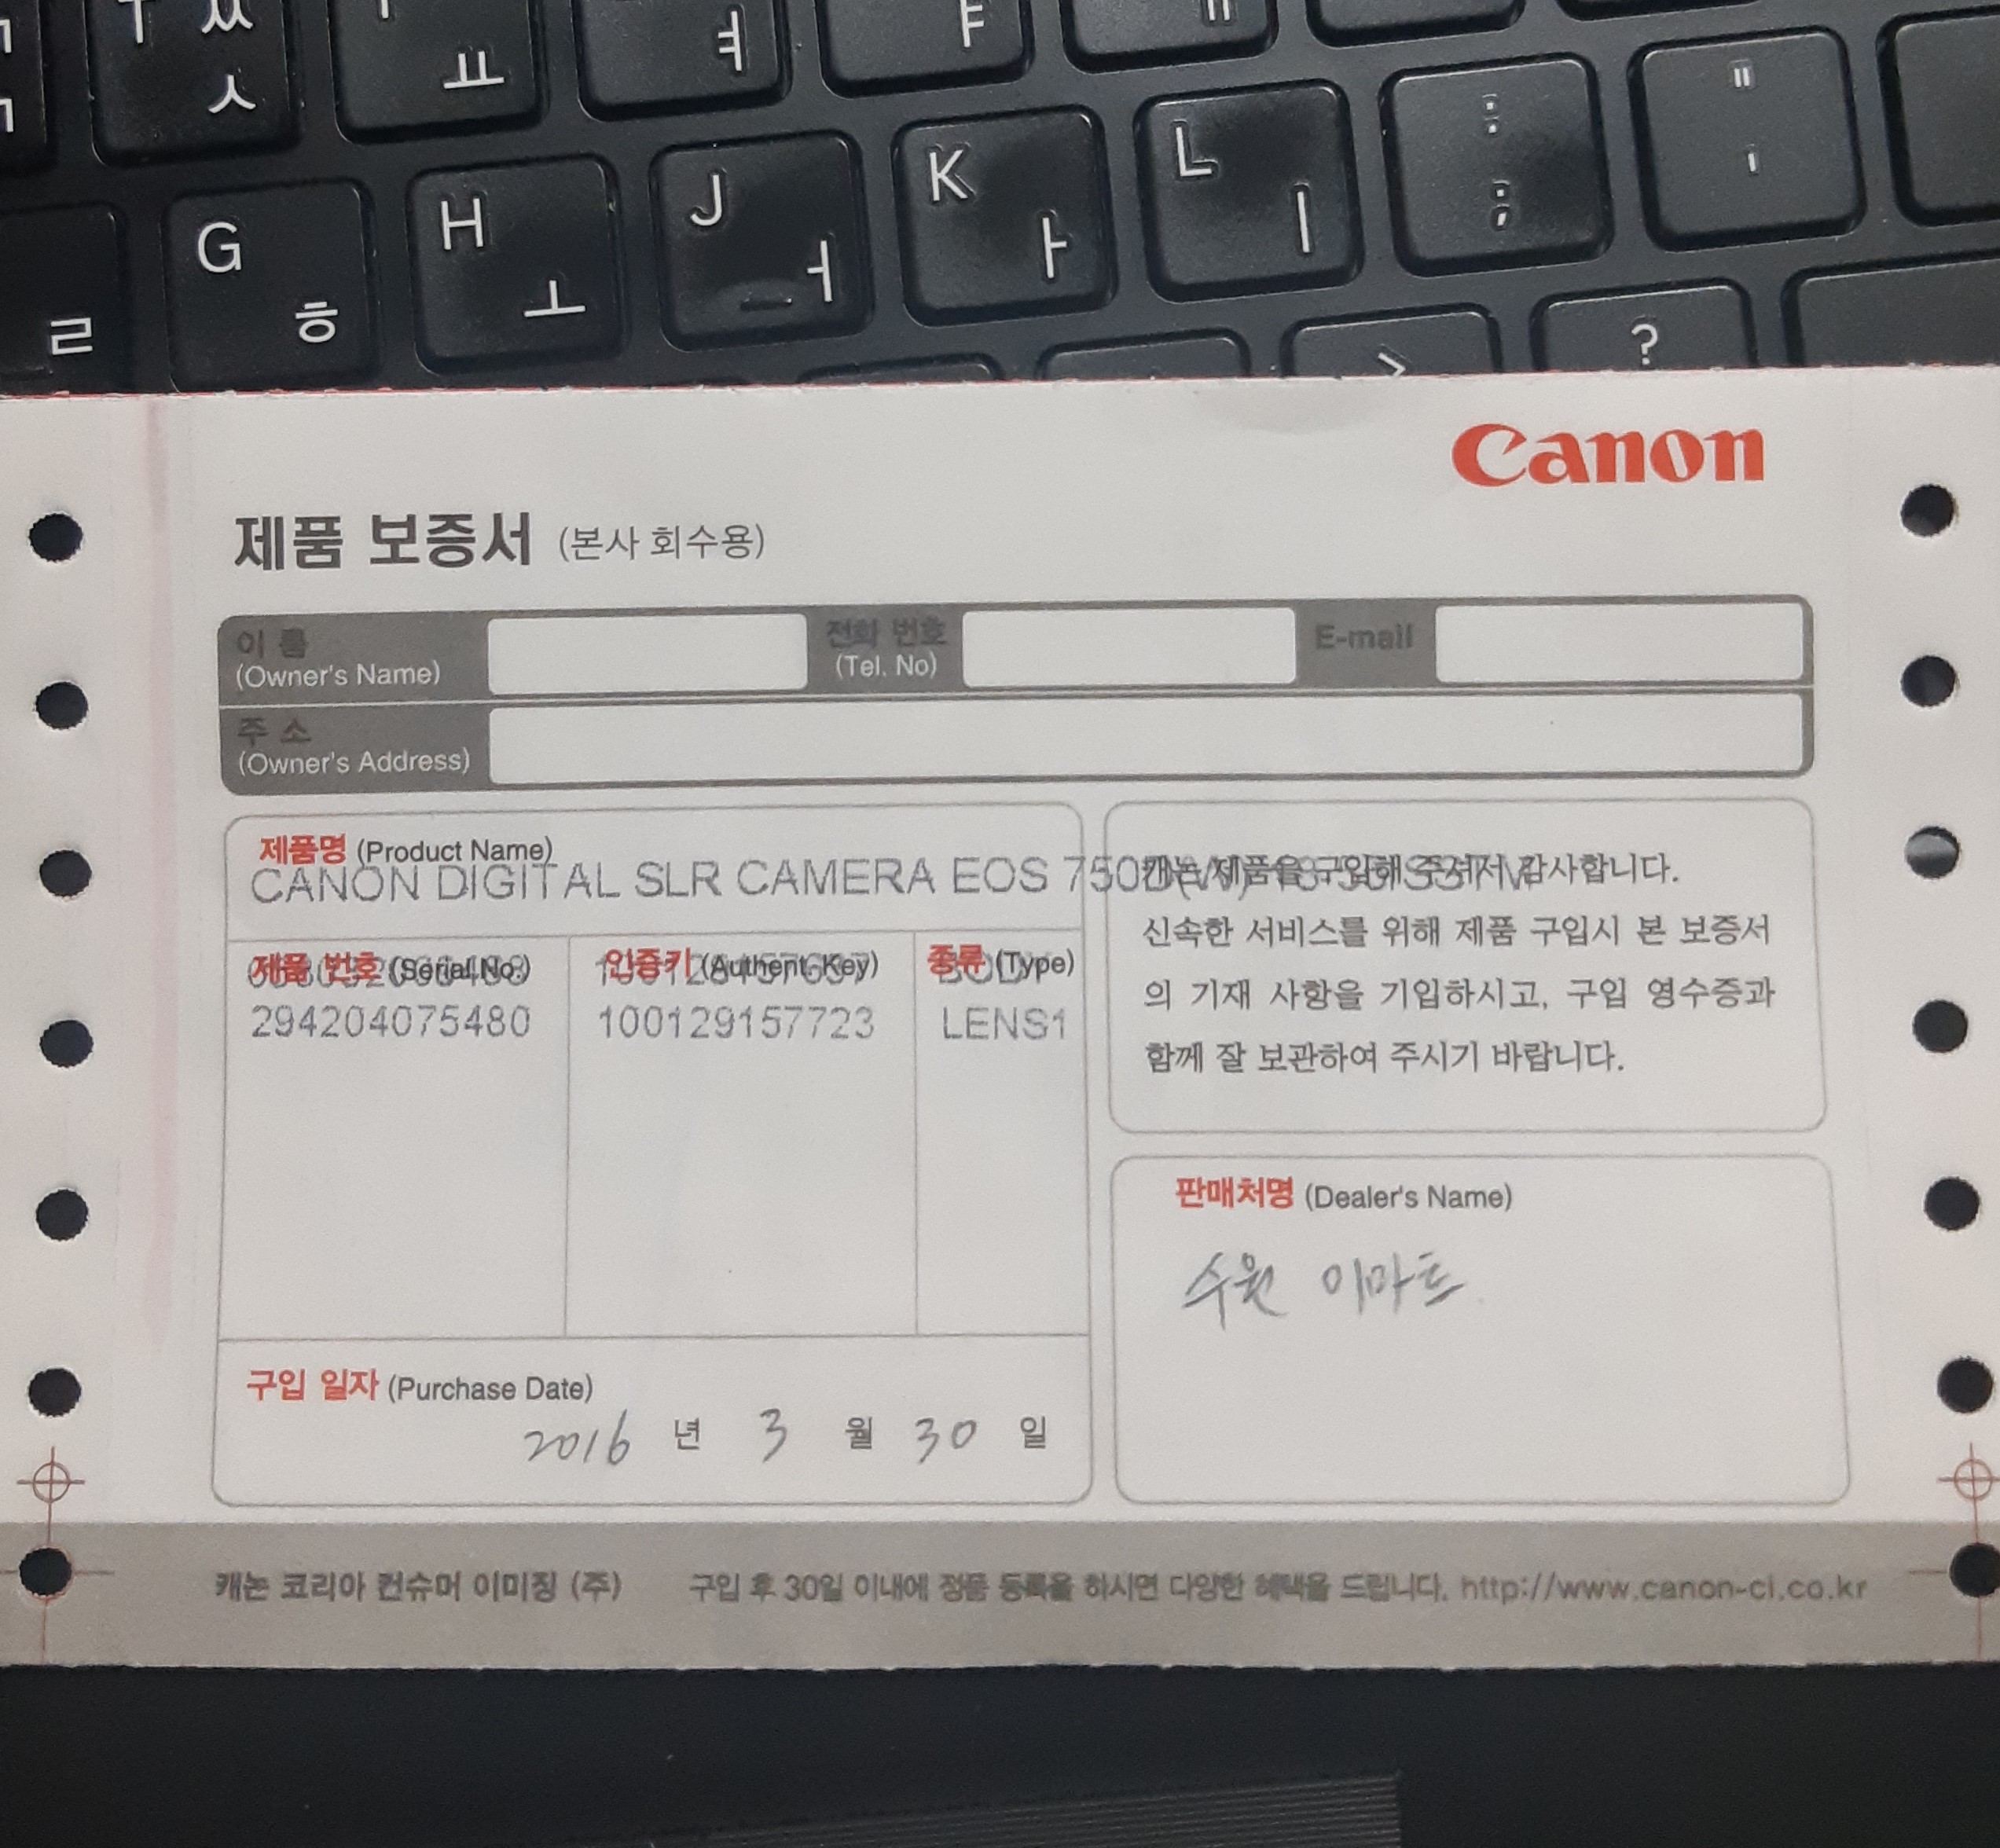 ㅅ ㅛ ㅕ ㅑ
G ㅎ H ㅗ J ㅓ K ㅏ L ㅣ : ; " '
ㄹ > ?
Canon
제품 보증서 (본사 회수용)
이 름 (Owner's Name) 전화 번호 (Tel. No) E-mail
주 소 (Owner's Address)
제품명 (Product Name)
CANON DIGITAL SLR CAMERA EOS 750D(W) 18-55 IS STM
캐논 제품을 구입해 주셔서 감사합니다.
신속한 서비스를 위해 제품 구입시 본 보증서
의 기재 사항을 기입하시고, 구입 영수증과
함께 잘 보관하여 주시기 바랍니다.
제품 번호 (Serial No.) 인증키 (Authent. Key) 종류 (Type)
BODY
294204075480 100129157723 LENS1
판매처명 (Dealer's Name)
수원 이마트
구입 일자 (Purchase Date)
2016 년 3 월 30 일
캐논 코리아 컨슈머 이미징 (주) 구입 후 30일 이내에 정품 등록을 하시면 다양한 혜택을 드립니다. http://www.canon-ci.co.kr